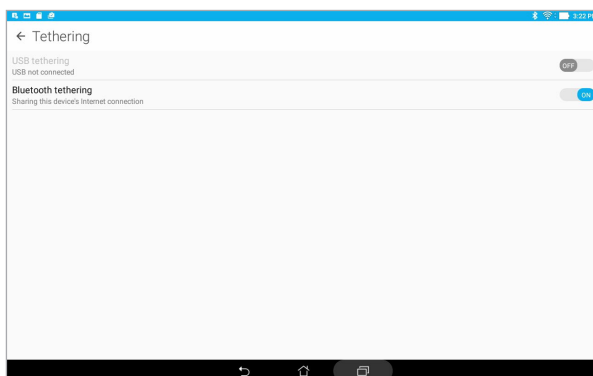 3:22 P
Tethering
USB tethering
USB not connected
OFF
Bluetooth tethering
Sharing this device's Internet connection
ON